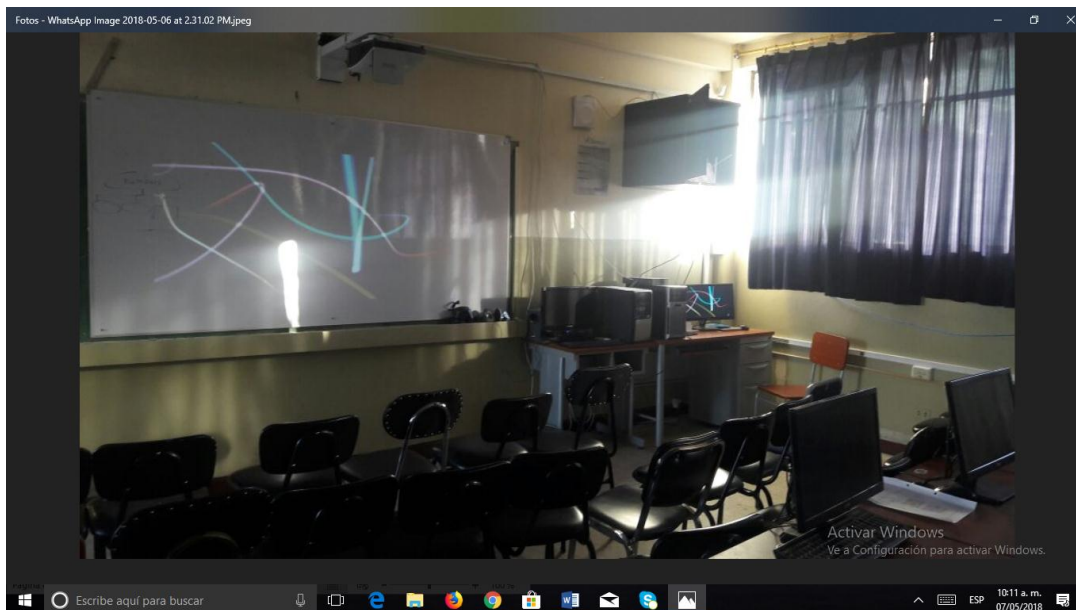 Fotos - WhatsApp Image 2018-05-06 at 2.31.02 PM.jpeg
Activar Windows
Ve a Configuración para activar Windows.
Escribe aquí para buscar
ESP
10:11 a. m.
07/05/2018